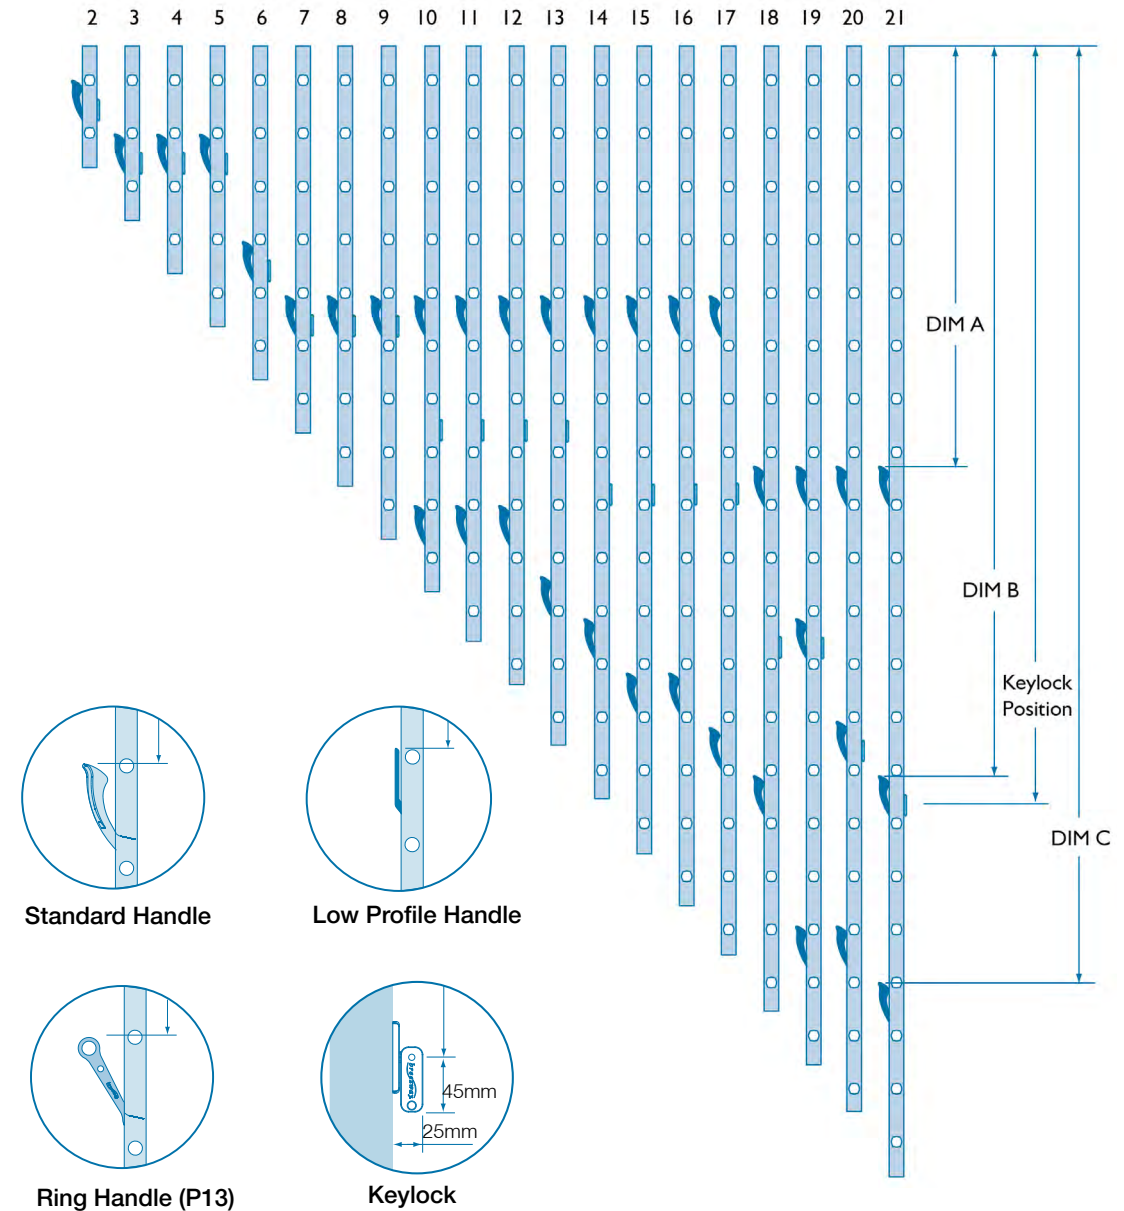 2 3 4 5 6 7 8 9 10 11 12 13 14 15 16 17 18 19 20 21
DIM A
DIM B
Keylock
Position
DIM C
Standard Handle
Low Profile Handle
45mm
25mm
Ring Handle (P13)
Keylock